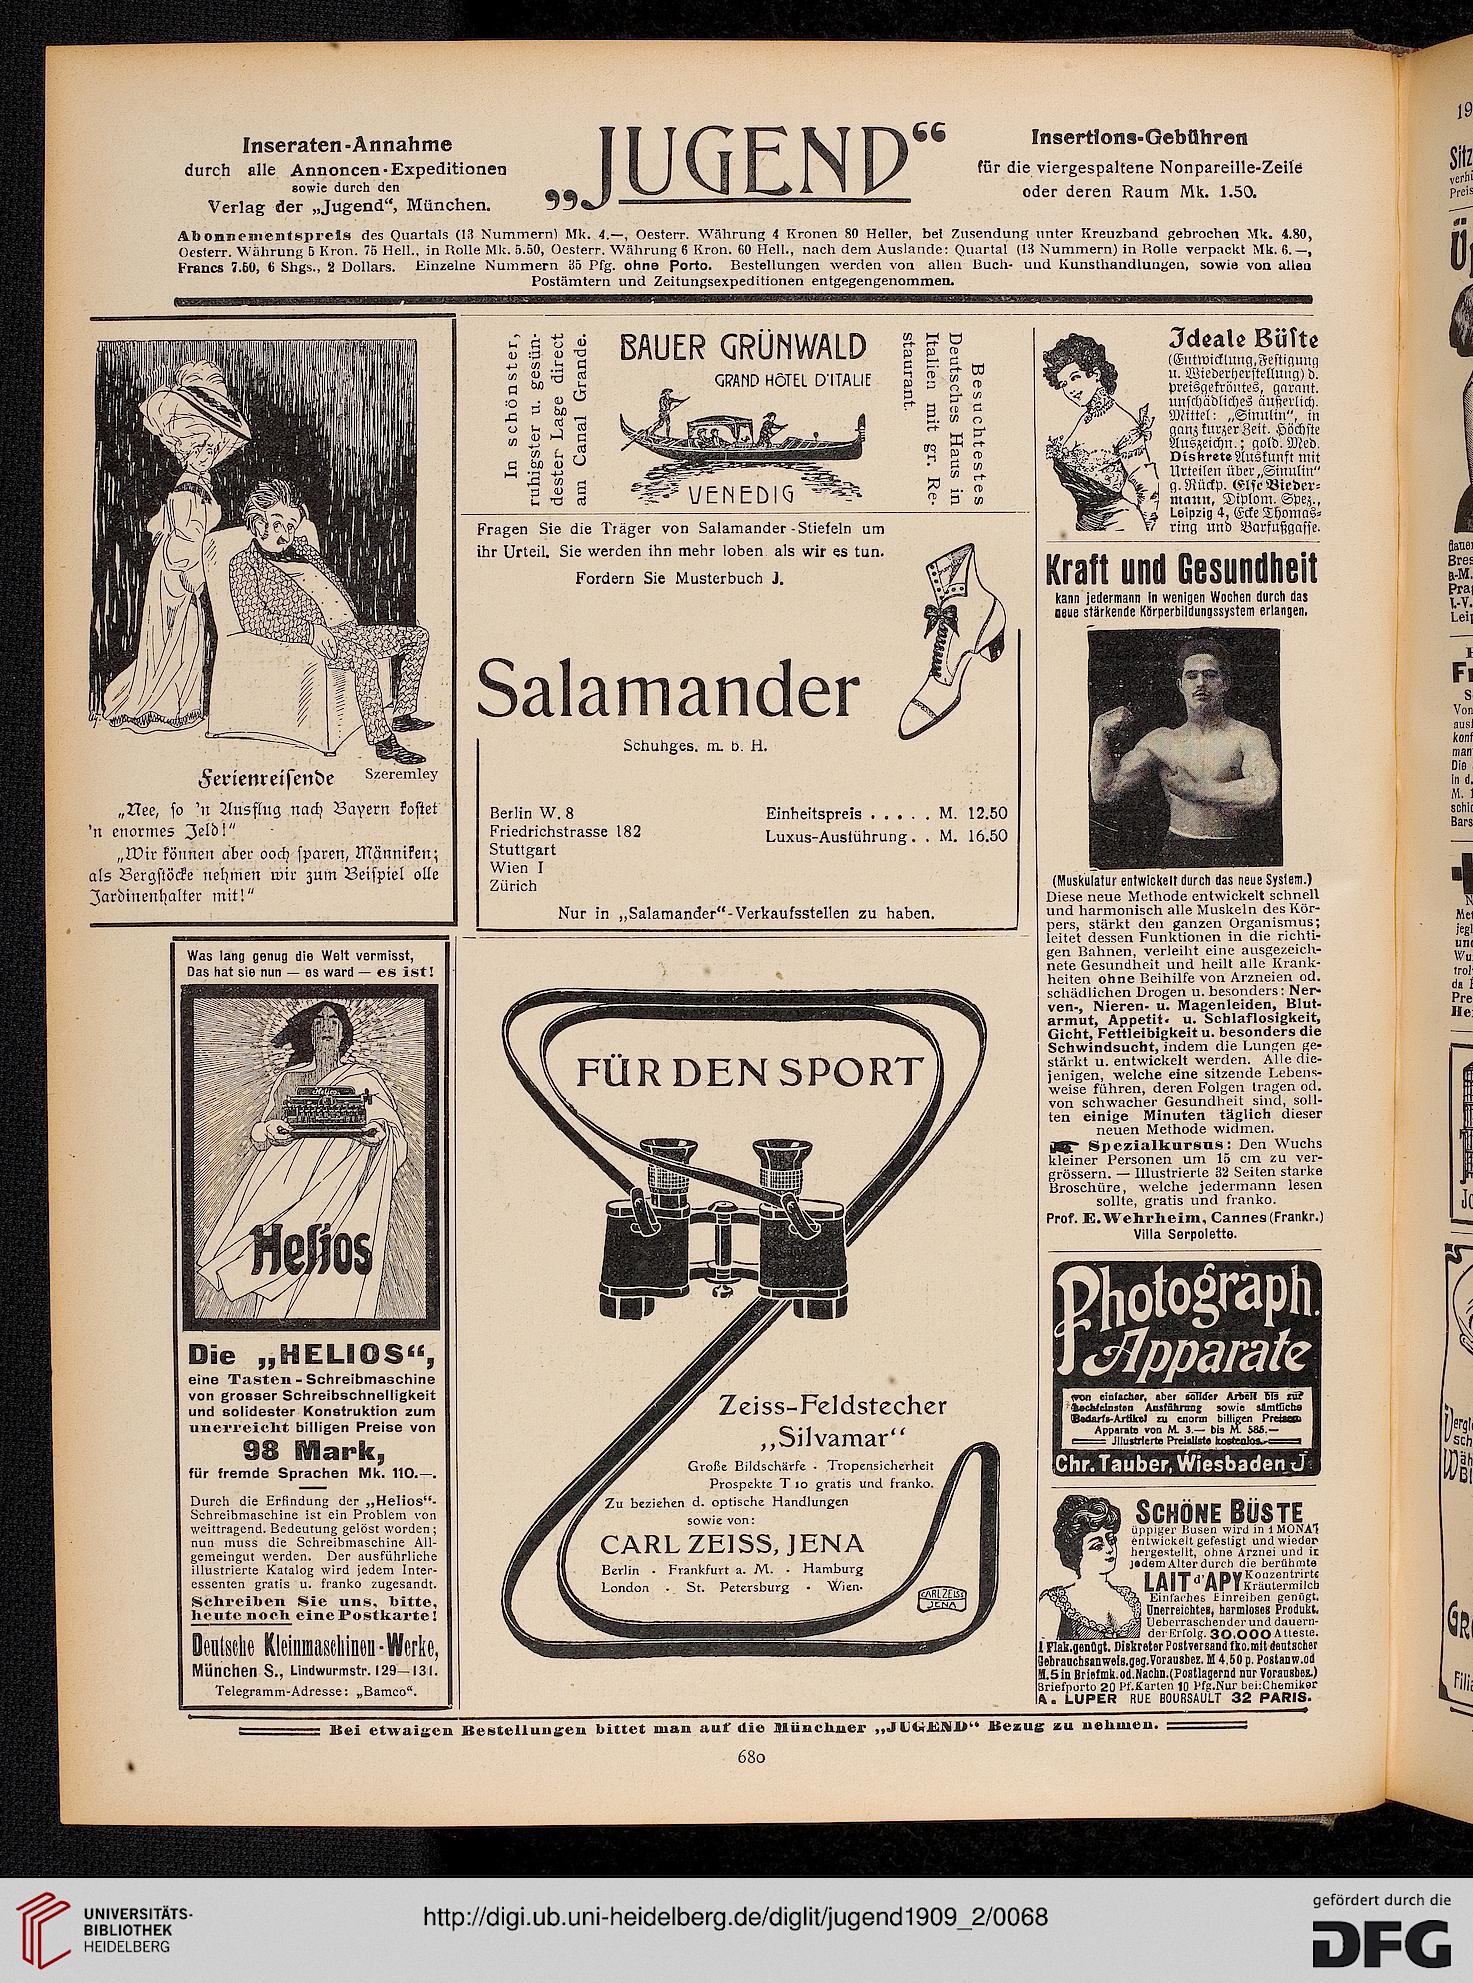 Inseraten-Annahme
durch alle Annoncen-Expeditionen
sowie durch den
Verlag der „Jugend“, München.
„JUGEND“
Insertions-Gebühren
für die viergespaltene Nonpareille-Zeile
oder deren Raum Mk. 1.50.
Abonnementspreis des Quartals (13 Nummern) Mk. 4.—, Oesterr. Währung 4 Kronen 80 Heller, bei Zusendung unter Kreuzband gebrochen Mk. 4.80,
Oesterr. Währung 5 Kron. 75 Hell., in Rolle Mk. 5.50, Oesterr. Währung 6 Kron. 60 Hell., nach dem Auslande: Quartal (13 Nummern) in Rolle verpackt Mk. 6.—,
Francs 7.50, 6 Shgs., 2 Dollars. Einzelne Nummern 35 Pfg. ohne Porto. Bestellungen werden von allen Buch- und Kunsthandlungen, sowie von allen
Postämtern und Zeitungsexpeditionen entgegengenommen.
Ferienreisende
Szeremley
„Nee, so 'n Ausflug nach Bayern kostet
'n enormes Jeld!“
„Wir können aber ooch sparen, Männiken;
als Bergstöcke nehmen wir zum Beispiel olle
Jardinenhalter mit!“
Was lang genug die Welt vermisst,
Das hat sie nun — es ward — es ist!
Helios
Die „HELIOS“,
eine Tasten-Schreibmaschine
von grosser Schreibschnelligkeit
und solidester Konstruktion zum
unerreicht billigen Preise von
98 Mark,
für fremde Sprachen Mk. 110.—.
Durch die Erfindung der „Helios“-
Schreibmaschine ist ein Problem von
weittragend. Bedeutung gelöst worden;
nun muss die Schreibmaschine All-
gemeingut werden. Der ausführliche
illustrierte Katalog wird jedem Inter-
essenten gratis u. franko zugesandt.
Schreiben Sie uns, bitte,
heute noch eine Postkarte!
Deutsche Kleinmaschinen-Werke,
München S., Lindwurmstr. 129—131.
Telegramm-Adresse: „Bamco“.
In schönster,
ruhigster u. gesün-
dester Lage direct
am Canal Grande.
BAUER GRÜNWALD
GRAND HÔTEL D'ITALIE
VENEDIG
Besuchtestes
Deutsches Haus in
Italien mit gr. Re-
staurant.
Fragen Sie die Träger von Salamander-Stiefeln um
ihr Urteil. Sie werden ihn mehr loben als wir es tun.
Fordern Sie Musterbuch J.
Salamander
Schuhges. m. b. H.
Berlin W. 8
Friedrichstrasse 182
Stuttgart
Wien I
Zürich
Einheitspreis . . . . . M. 12.50
Luxus-Ausführung. . M. 16.50
Nur in „Salamander“-Verkaufsstellen zu haben.
FÜR DEN SPORT
Zeiss-Feldstecher
„Silvamar“
Große Bildschärfe - Tropensicherheit
Prospekte T 10 gratis und franko.
Zu beziehen d. optische Handlungen
sowie von:
CARL ZEISS, JENA
Berlin - Frankfurt a. M. - Hamburg
London - St. Petersburg - Wien.
CARL ZEISS
JENA
Ideale Büste
(Entwicklung, Festigung
u. Wiederherstellung) d.
preisgekröntes, garant.
unschädliches äußerlich.
Mittel: „Sinulin“, in
ganz kurzer Zeit. Höchste
Auszeichn.; gold. Med.
Diskrete Auskunft mit
Urteilen über „Sinulin“
g. Rückp. Else Bieder-
mann, Diplom. Spez.,
Leipzig 4, Ecke Thomas-
ring und Barfußgasse.
Kraft und Gesundheit
kann jedermann in wenigen Wochen durch das
neue stärkende Körperbildungssystem erlangen.
(Muskulatur entwickelt durch das neue System.)
Diese neue Methode entwickelt schnell
und harmonisch alle Muskeln des Kör-
pers, stärkt den ganzen Organismus;
leitet dessen Funktionen in die richti-
gen Bahnen, verleiht eine ausgezeich-
nete Gesundheit und heilt alle Krank-
heiten ohne Beihilfe von Arzneien od.
schädlichen Drogen u. besonders: Ner-
ven-, Nieren- u. Magenleiden, Blut-
armut, Appetit- u. Schlaflosigkeit,
Gicht, Fettleibigkeit u. besonders die
Schwindsucht, indem die Lungen ge-
stärkt u. entwickelt werden. Alle die-
jenigen, welche eine sitzende Lebens-
weise führen, deren Folgen tragen od.
von schwacher Gesundheit sind, soll-
ten einige Minuten täglich dieser
neuen Methode widmen.
Spezialkursus: Den Wuchs
kleiner Personen um 15 cm zu ver-
grössern. — Illustrierte 32 Seiten starke
Broschüre, welche jedermann lesen
sollte, gratis und franko.
Prof. E. Wehrheim, Cannes (Frankr.)
Villa Serpolette.
Photograph.
Apparate
von einfacher, aber solider Arbeit bis zur
hochfeinsten Ausführung sowie sämtliche
Bedarfs-Artikel zu enorm billigen Preisen
Apparate von M. 3.— bis M. 585.—
Jllustrierte Preisliste kostenlos.
Chr. Tauber, Wiesbaden J
SCHÖNE BÜSTE
üppiger Busen wird in 1 MONAT
entwickelt gefestigt und wieder
hergestellt, ohne Arznei und in
jedem Alter durch die berühmte
LAIT d'APY Konzentrirte
Kräutermilch
Einfaches Einreiben genügt.
Unerreichtes, harmloses Produkt.
Ueberraschender und dauern-
der Erfolg. 30,000 Atteste.
1 Flak.genügt. Diskreter Postversand fko. mit deutscher
Gebrauchsanweis.geg.Vorausbez. M 4,50 p. Postanw.od
M.5 in Briefmk.od.Nachn.(Postlagernd nur Vorausbez.)
Briefporto 20 Pf.Karten 10 Pfg.Nur bei:Chemiker
A. LUPER RUE BOURSAULT 32 PARIS.
Bei etwaigen Bestellungen bittet man auf die Münchner „JUGEND“ Bezug zu nehmen.
680
UNIVERSITÄTS-
BIBLIOTHEK
HEIDELBERG
http://digi.ub.uni-heidelberg.de/diglit/jugend1909_2/0068
gefördert durch die
DFG